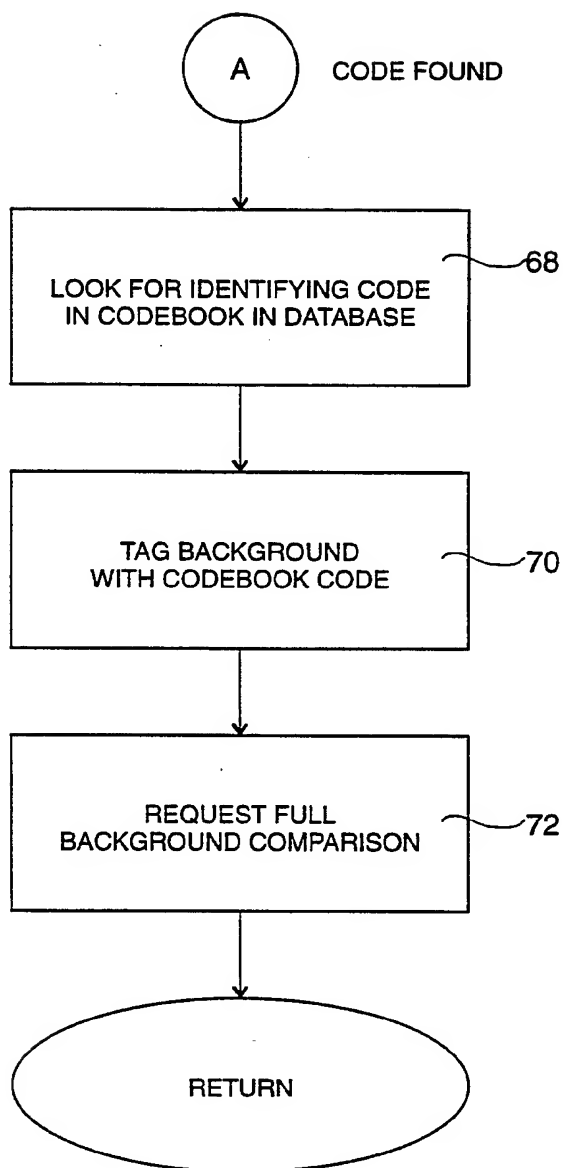 A
CODE FOUND
LOOK FOR IDENTIFYING CODE
IN CODEBOOK IN DATABASE
68
TAG BACKGROUND
WITH CODEBOOK CODE
70
REQUEST FULL
BACKGROUND COMPARISON
72
RETURN